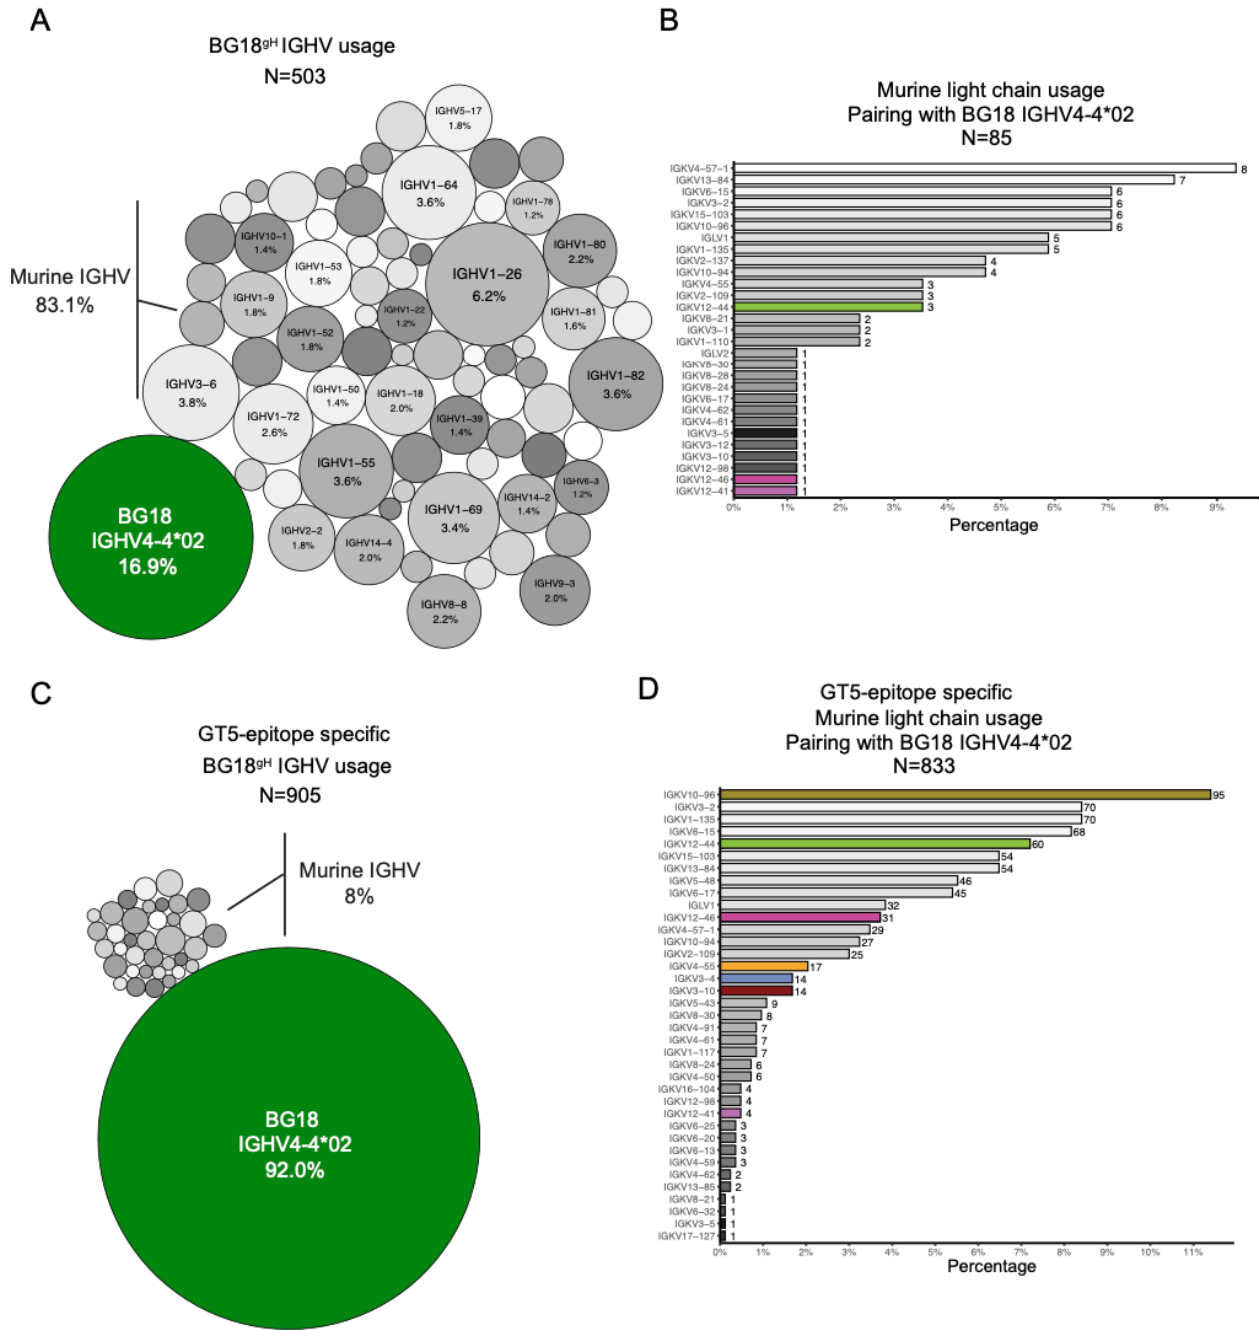 A
BG18gH IGHV usage
N=503
IGHV5-17
1.8%
IGHV1-64
3.6%
IGHV1-78
1.2%
IGHV10-1
1.4%
IGHV1-80
2.2%
IGHV1-53
1.8%
IGHV1-26
6.2%
Murine IGHV
83.1%
IGHV1-9
1.8%
IGHV1-22
1.2%
IGHV1-81
1.6%
IGHV1-52
1.8%
IGHV3-6
3.8%
IGHV1-50
1.4%
IGHV1-18
2.0%
IGHV1-82
3.6%
IGHV1-72
2.6%
IGHV1-39
1.4%
IGHV1-55
3.6%
IGHV6-3
1.2%
IGHV14-2
1.4%
IGHV1-69
3.4%
BG18
IGHV4-4*02
16.9%
IGHV2-2
1.8%
IGHV14-4
2.0%
IGHV9-3
2.0%
IGHV8-8
2.2%
B
Murine light chain usage
Pairing with BG18 IGHV4-4*02
N=85
IGKV4-57-1 8
IGKV13-84 7
IGKV6-15 6
IGKV3-2 6
IGKV15-103 6
IGKV10-96 6
IGLV1 5
IGKV1-135 5
IGKV2-137 4
IGKV10-94 4
IGKV4-55 3
IGKV2-109 3
IGKV12-44 3
IGKV8-21 2
IGKV3-1 2
IGKV1-110 2
IGLV2 1
IGKV8-30 1
IGKV8-28 1
IGKV8-24 1
IGKV6-17 1
IGKV4-62 1
IGKV4-61 1
IGKV3-5 1
IGKV3-12 1
IGKV3-10 1
IGKV12-98 1
IGKV12-46 1
IGKV12-41 1
0% 1% 2% 3% 4% 5% 6% 7% 8% 9%
Percentage
C
GT5-epitope specific
BG18gH IGHV usage
N=905
Murine IGHV
8%
BG18
IGHV4-4*02
92.0%
D
GT5-epitope specific
Murine light chain usage
Pairing with BG18 IGHV4-4*02
N=833
IGKV10-96 95
IGKV3-2 70
IGKV1-135 70
IGKV6-15 68
IGKV12-44 60
IGKV15-103 54
IGKV13-84 54
IGKV5-48 46
IGKV6-17 45
IGLV1 32
IGKV12-46 31
IGKV4-57-1 29
IGKV10-94 27
IGKV2-109 25
IGKV4-55 17
IGKV3-4 14
IGKV3-10 14
IGKV5-43 9
IGKV8-30 8
IGKV4-91 7
IGKV4-61 7
IGKV1-117 7
IGKV8-24 6
IGKV4-50 6
IGKV16-104 4
IGKV12-98 4
IGKV12-41 4
IGKV6-25 3
IGKV6-20 3
IGKV6-13 3
IGKV4-59 3
IGKV4-62 2
IGKV13-85 2
IGKV8-21 1
IGKV6-32 1
IGKV3-5 1
IGKV17-127 1
0% 1% 2% 3% 4% 5% 6% 7% 8% 9% 10% 11%
Percentage